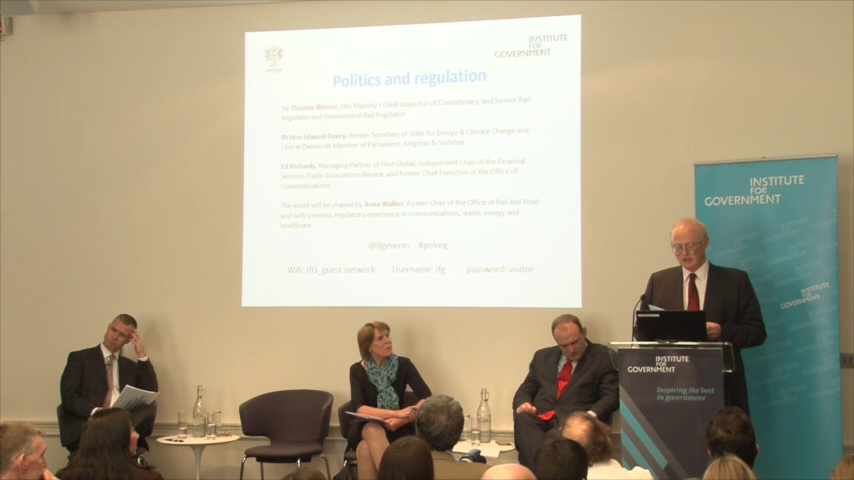 INSTITUTE
FOR
GOVERNMENT
Politics and regulation
Sir Thomas Winsor, Her Majesty's Chief Inspector of Constabulary, and former Rail
Regulator and International Rail Regulator
Rt Hon Edward Davey, former Secretary of State for Energy & Climate Change and
Liberal Democrat Member of Parliament, Kingston & Surbiton
Ed Richards, Managing Partner of Flint Global, Independent Chair of the Financial
Services Trade Associations Review, and former Chief Executive of the Office of
Communications
The event will be chaired by Anna Walker, former Chair of the Office of Rail and Road
and with previous regulatory experience in communications, water, energy and
healthcare.
@ifgevents #polreg
Wifi: IFG_guest network Username: ifg password: visitor
INSTITUTE
FOR
GOVERNMENT
INSTITUTE
FOR
GOVERNMENT
INSTITUTE
FOR
GOVERNMENT
Inspiring the best
in government